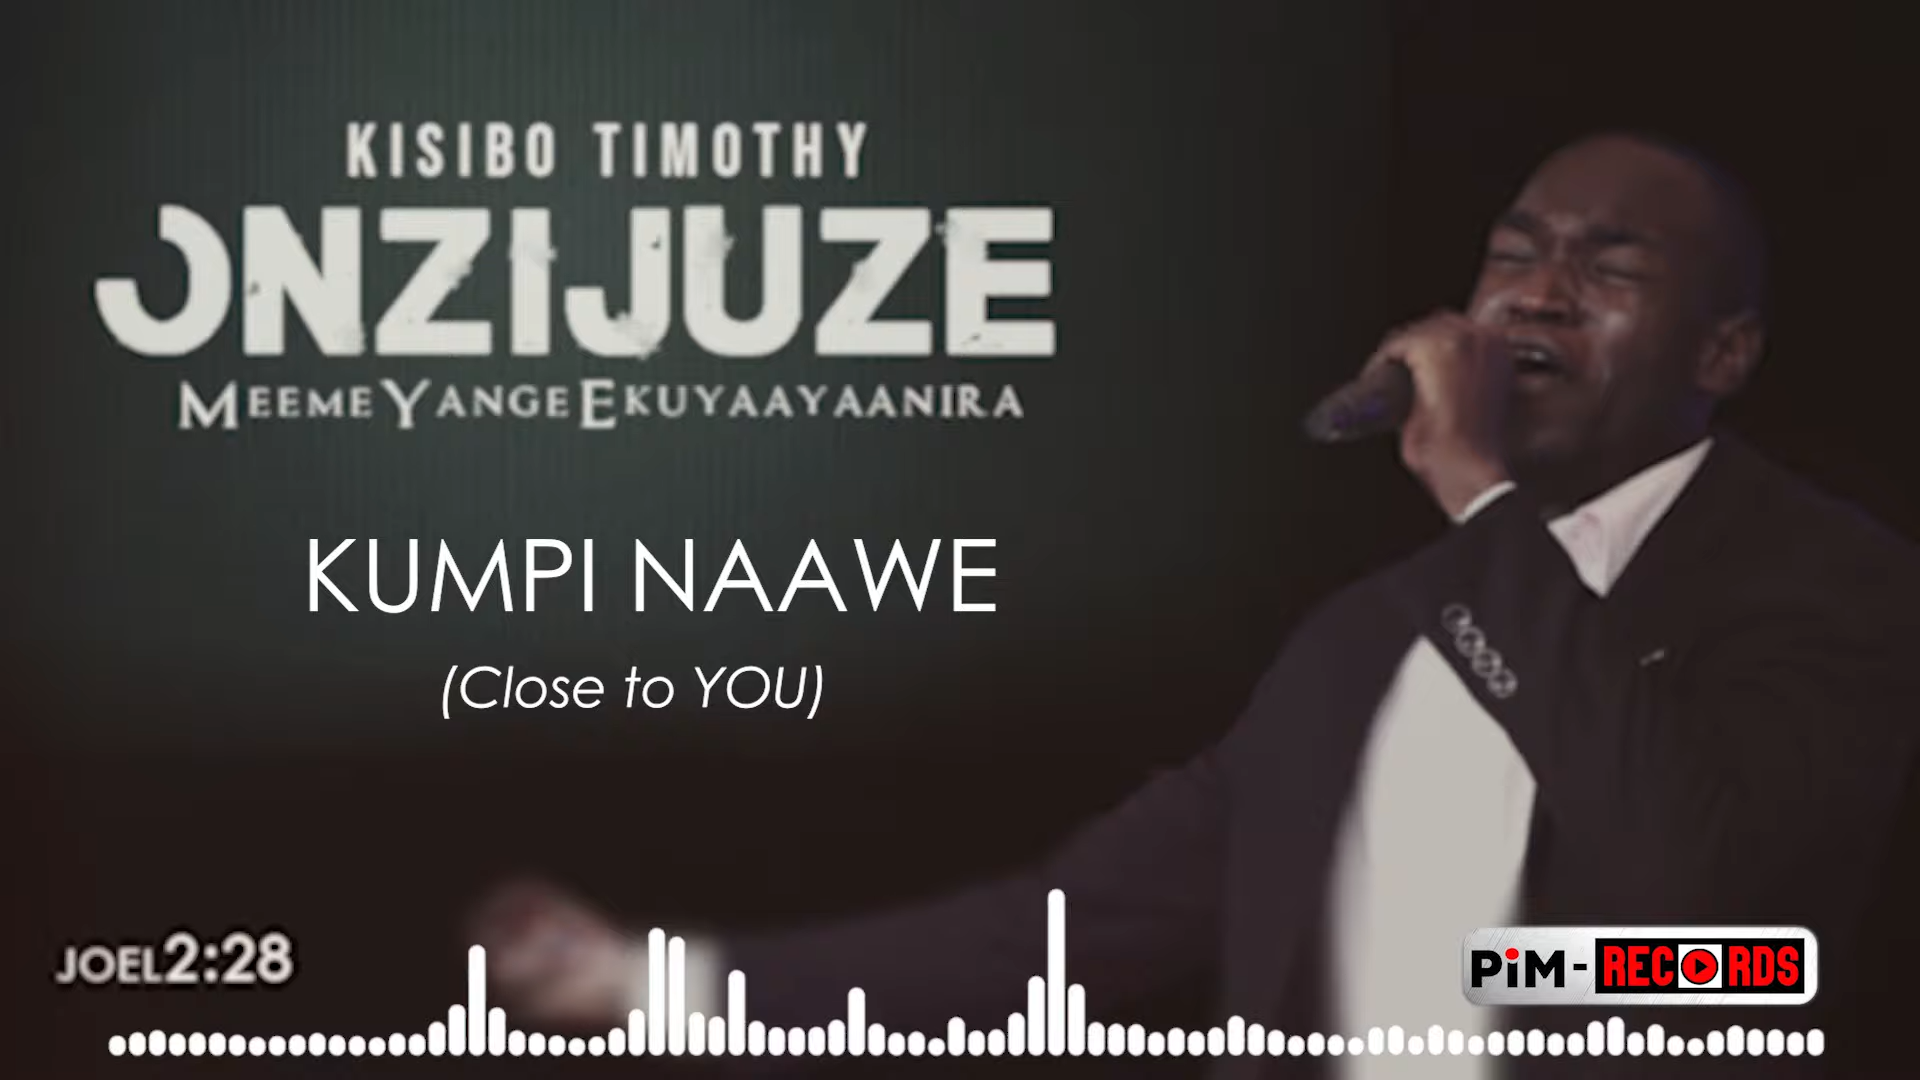 KISIBO TIMOTHY
ONZIJUZE
MEEME YANGE EKUYAAYAANIRA
KUMPI NAAWE
(Close to YOU)
JOEL2:28
PiM-RECORDS